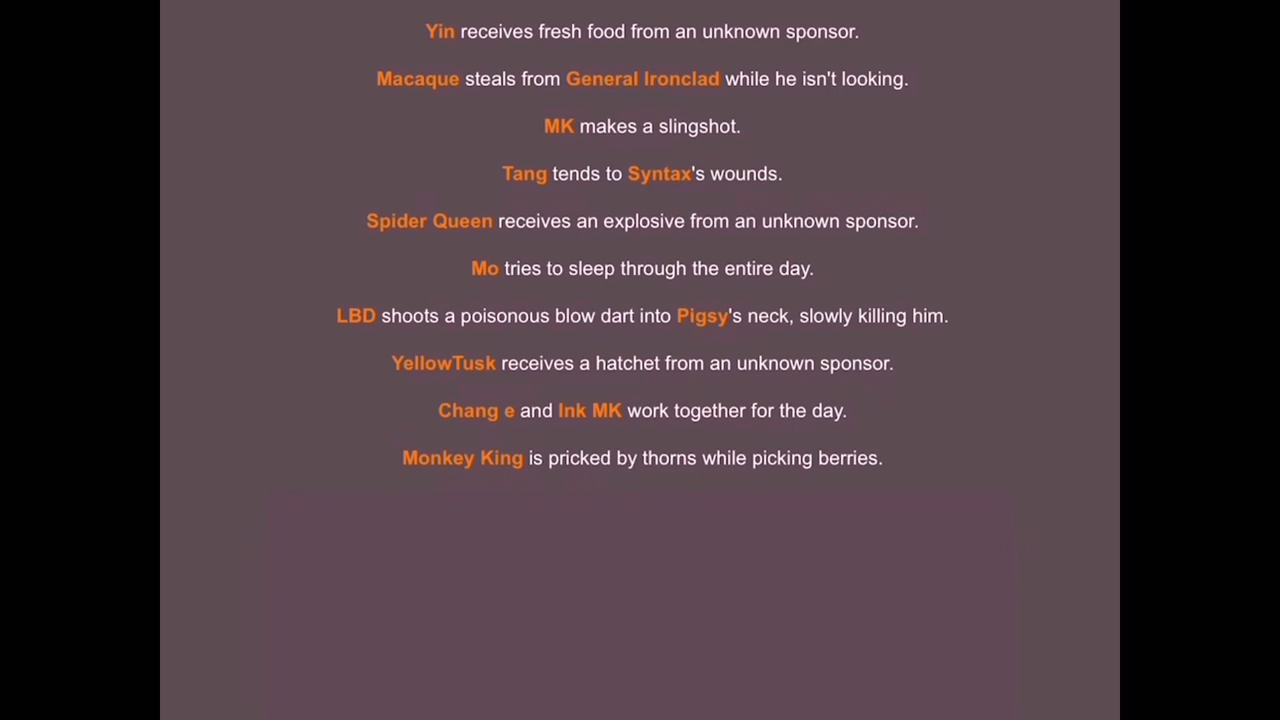 Yin receives fresh food from an unknown sponsor.
Macaque steals from General Ironclad while he isn't looking.
MK makes a slingshot.
Tang tends to Syntax's wounds.
Spider Queen receives an explosive from an unknown sponsor.
Mo tries to sleep through the entire day.
LBD shoots a poisonous blow dart into Pigsy's neck, slowly killing him.
YellowTusk receives a hatchet from an unknown sponsor.
Chang e and Ink MK work together for the day.
Monkey King is pricked by thorns while picking berries.